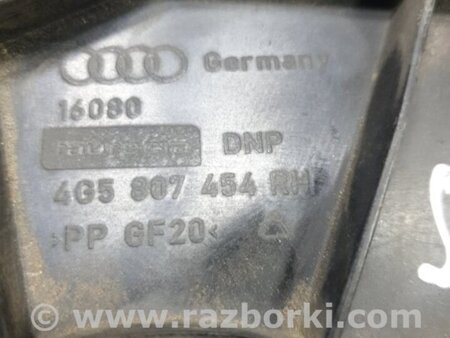 Germany
16080
DNP
4G5 807 454 RH
>PP GF20<
www.razborki.com